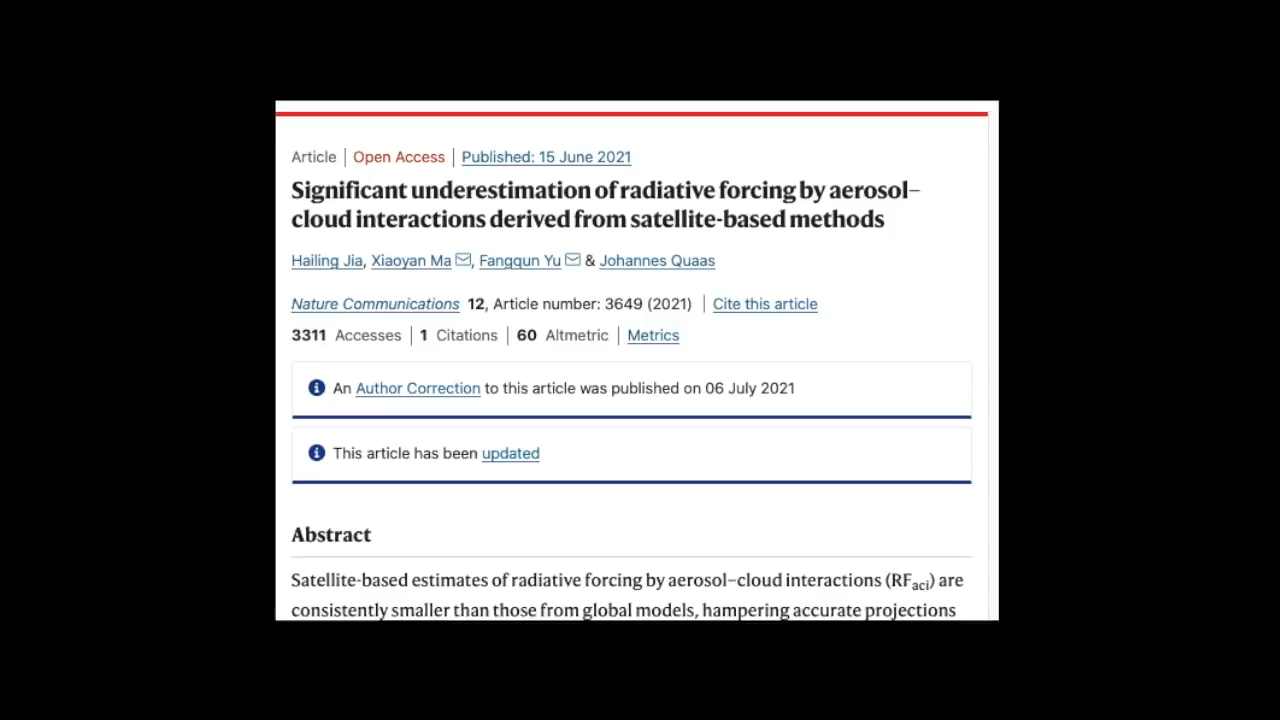 Article | Open Access | Published: 15 June 2021
Significant underestimation of radiative forcing by aerosol–
cloud interactions derived from satellite-based methods
Hailing Jia, Xiaoyan Ma, Fangqun Yu & Johannes Quaas
Nature Communications 12, Article number: 3649 (2021) | Cite this article
3311 Accesses | 1 Citations | 60 Altmetric | Metrics
An Author Correction to this article was published on 06 July 2021
This article has been updated
Abstract
Satellite-based estimates of radiative forcing by aerosol–cloud interactions (RFaci) are
consistently smaller than those from global models, hampering accurate projections